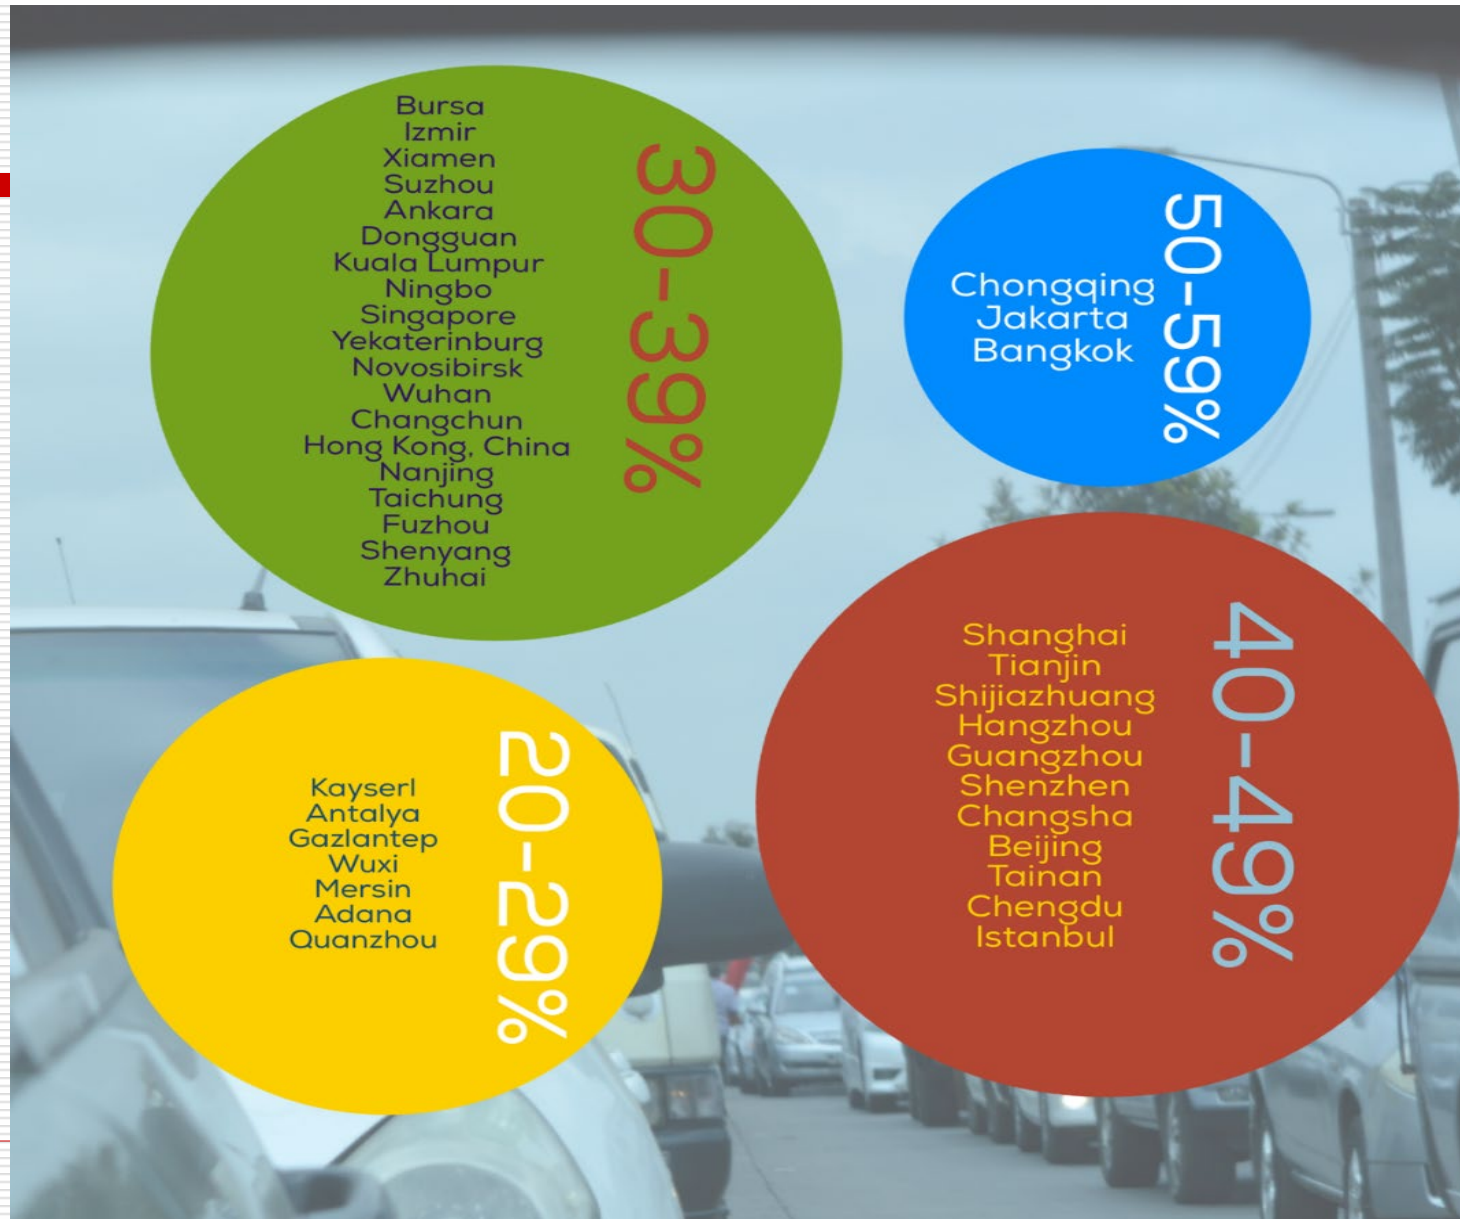 Bursa
Izmir
Xiamen
Suzhou
Ankara
Dongguan
Kuala Lumpur
Ningbo
Singapore
Yekaterinburg
Novosibirsk
Wuhan
Changchun
Hong Kong, China
Nanjing
Taichung
Fuzhou
Shenyang
Zhuhai
30-39%
Chongqing
Jakarta
Bangkok
50-59%
Kayserl
Antalya
Gazlantep
Wuxi
Mersin
Adana
Quanzhou
20-29%
Shanghai
Tianjin
Shijiazhuang
Hangzhou
Guangzhou
Shenzhen
Changsha
Beijing
Tainan
Chengdu
Istanbul
40-49%